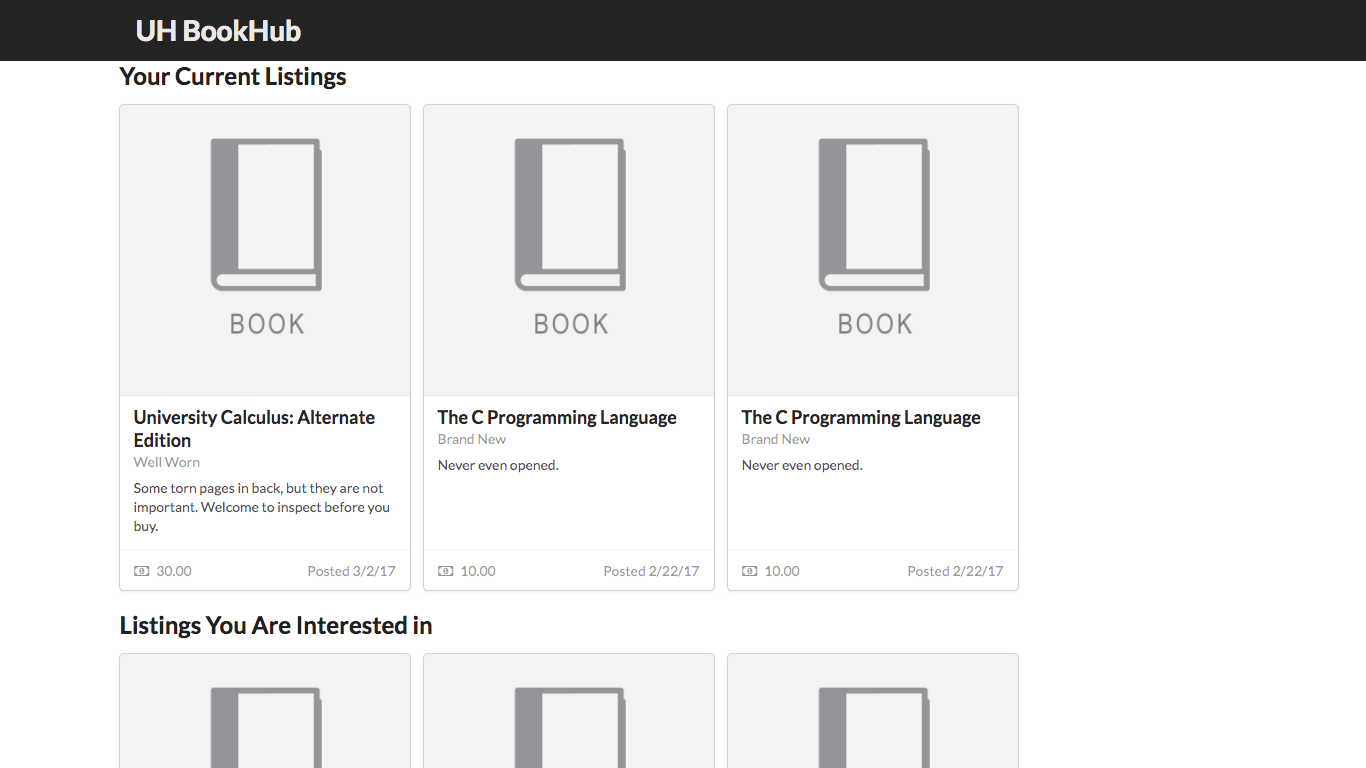 UH BookHub
Your Current Listings
BOOK
BOOK
BOOK
University Calculus: Alternate
Edition
Well Worn
Some torn pages in back, but they are not
important. Welcome to inspect before you
buy.
30.00
Posted 3/2/17
The C Programming Language
Brand New
Never even opened.
10.00
Posted 2/22/17
The C Programming Language
Brand New
Never even opened.
10.00
Posted 2/22/17
Listings You Are Interested in